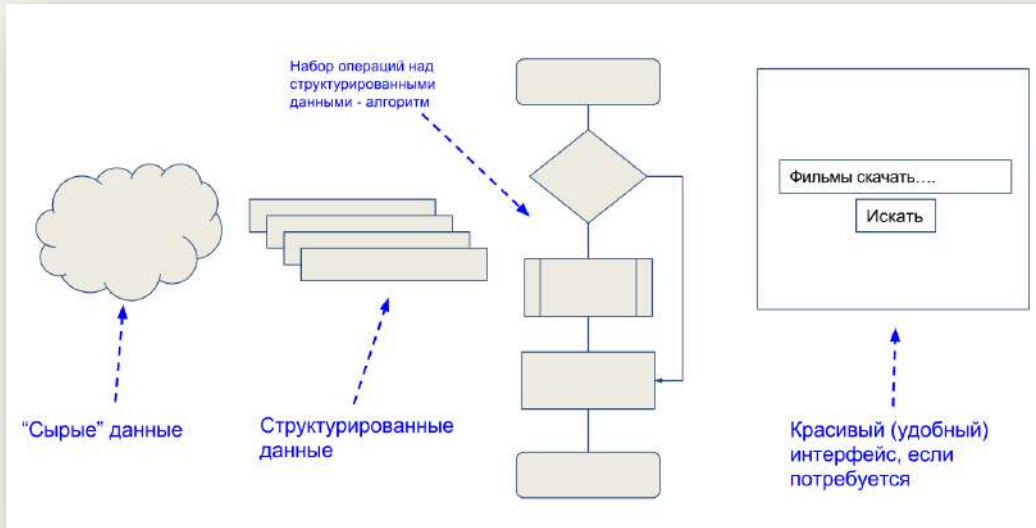 Набор операций над
структурированными
данными - алгоритм
Фильмы скачать....
Искать
“Сырые” данные
Структурированные
данные
Красивый (удобный)
интерфейс, если
потребуется